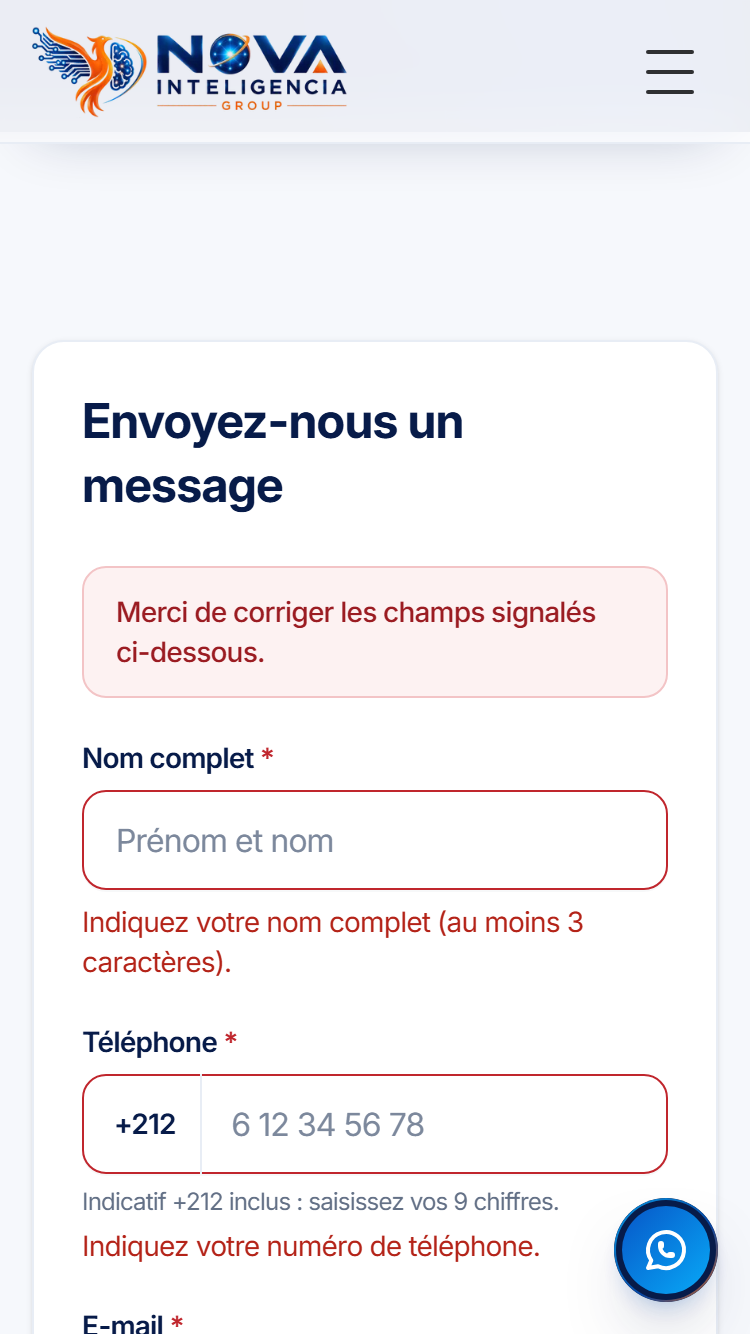 NOVA
INTELIGENCIA
GROUP
Envoyez-nous un
message
Merci de corriger les champs signalés
ci-dessous.
Nom complet *
Prénom et nom
Indiquez votre nom complet (au moins 3
caractères).
Téléphone *
+212 6 12 34 56 78
Indicatif +212 inclus : saisissez vos 9 chiffres.
Indiquez votre numéro de téléphone.
E-mail *